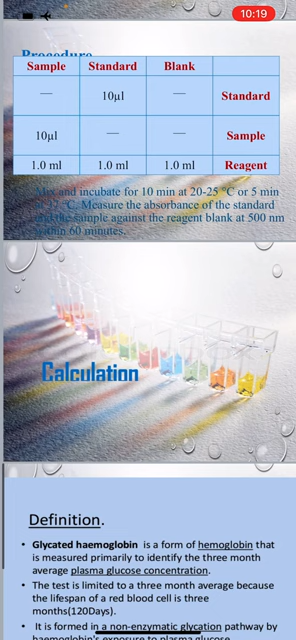 10:19
Procedure
Sample Standard Blank
— 10µl — Standard
10µl — — Sample
1.0 ml 1.0 ml 1.0 ml Reagent
and incubate for 10 min at 20-25 °C or 5 min
°C. Measure the absorbance of the standard
sample against the reagent blank at 500 nm
within 60 minutes.
Calculation
Definition.
• Glycated haemoglobin is a form of hemoglobin that
is measured primarily to identify the three month
average plasma glucose concentration.
• The test is limited to a three month average because
the lifespan of a red blood cell is three
months(120Days).
• It is formed in a non-enzymatic glycation pathway by
haemoglobin's exposure to plasma glucose